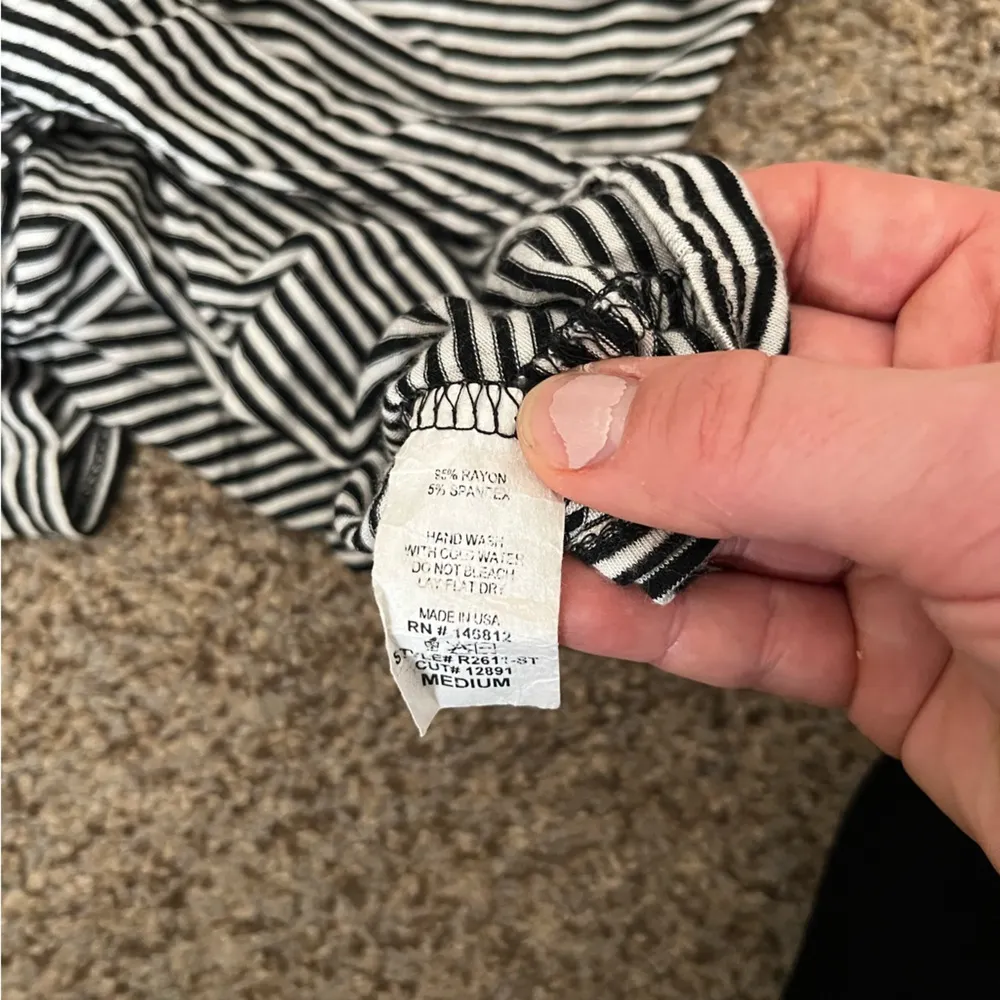 95% RAYON
5% SPANDEX
HAND WASH
WITH COLD WATER
DO NOT BLEACH
LAY FLAT DRY
MADE IN USA
RN # 146812
CUT# 12891
MEDIUM